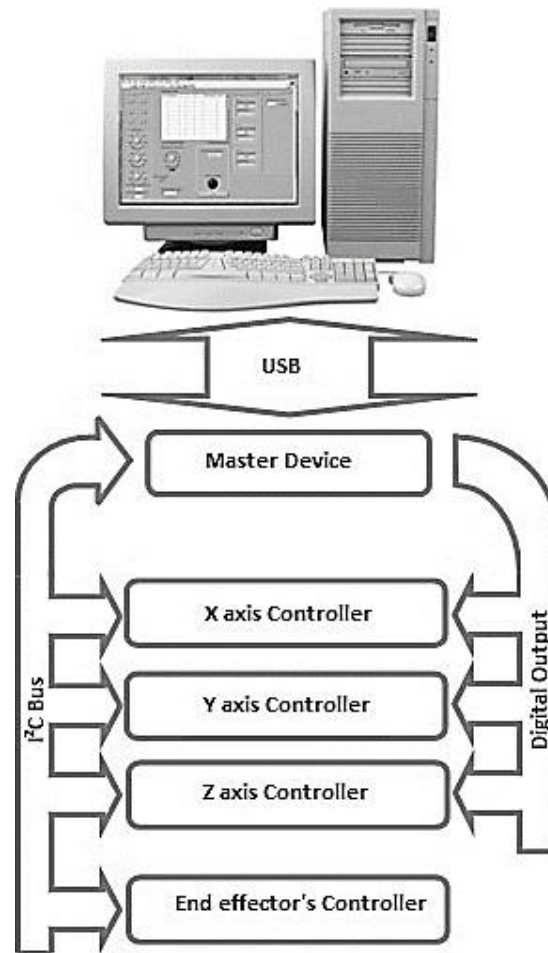 USB
Master Device
X axis Controller
Y axis Controller
Z axis Controller
End effector's Controller
I²C Bus
Digital Output